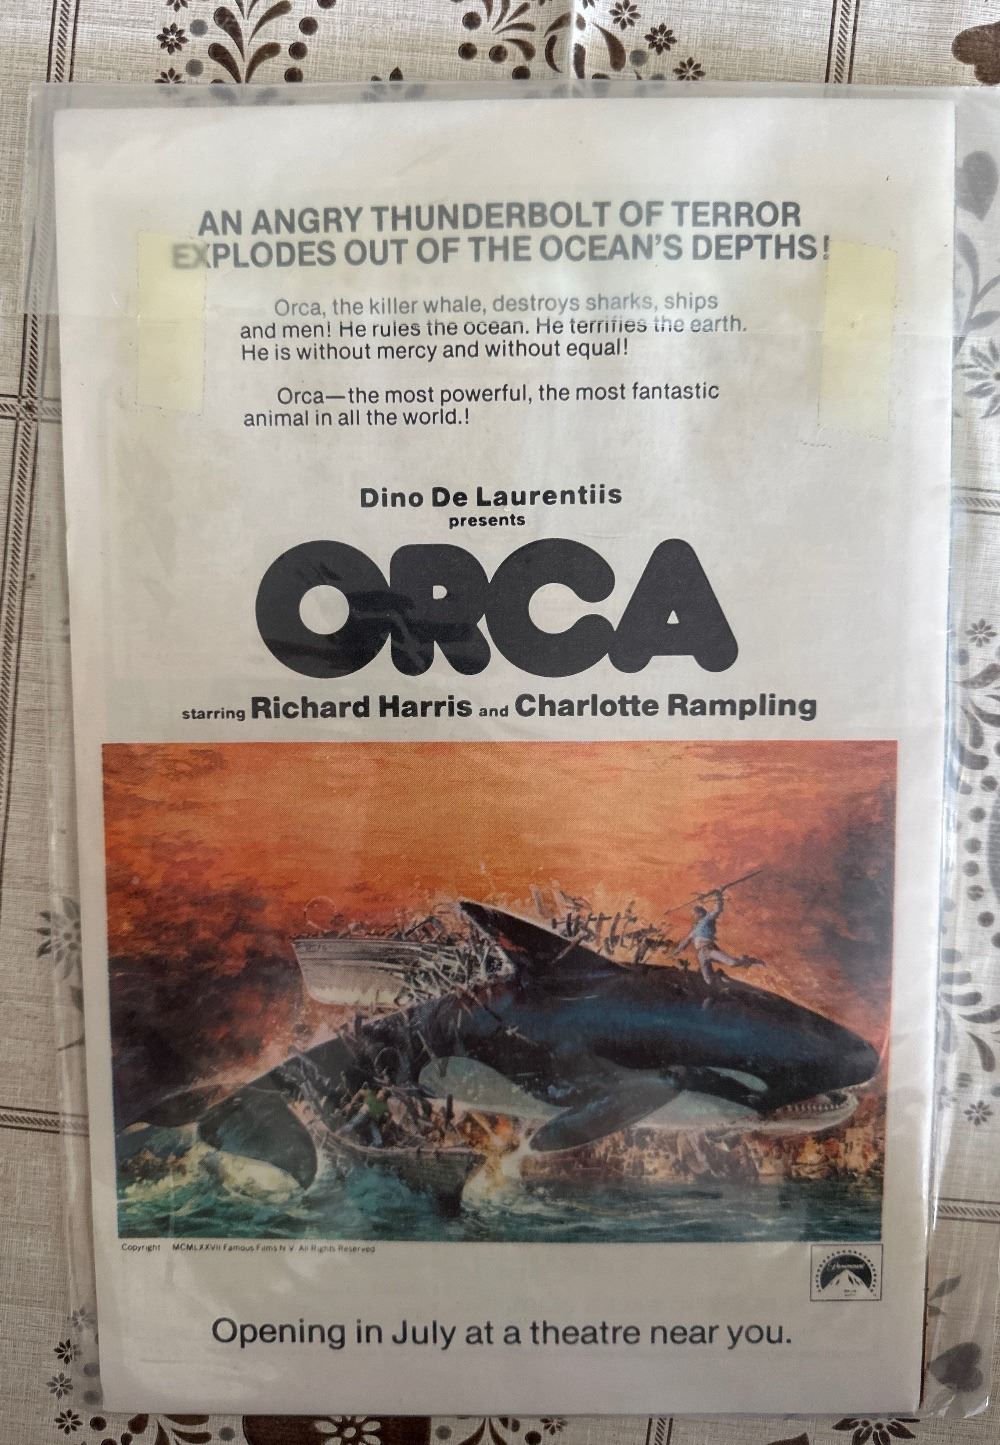 AN ANGRY THUNDERBOLT OF TERROR
EXPLODES OUT OF THE OCEAN'S DEPTHS!
Orca, the killer whale, destroys sharks, ships
and men! He rules the ocean. He terrifies the earth.
He is without mercy and without equal!
Orca—the most powerful, the most fantastic
animal in all the world.!
Dino De Laurentiis
presents
ORCA
starring Richard Harris and Charlotte Rampling
Copyright MCMLXXVII Famous Films N V All Rights Reserved
Paramount
Opening in July at a theatre near you.